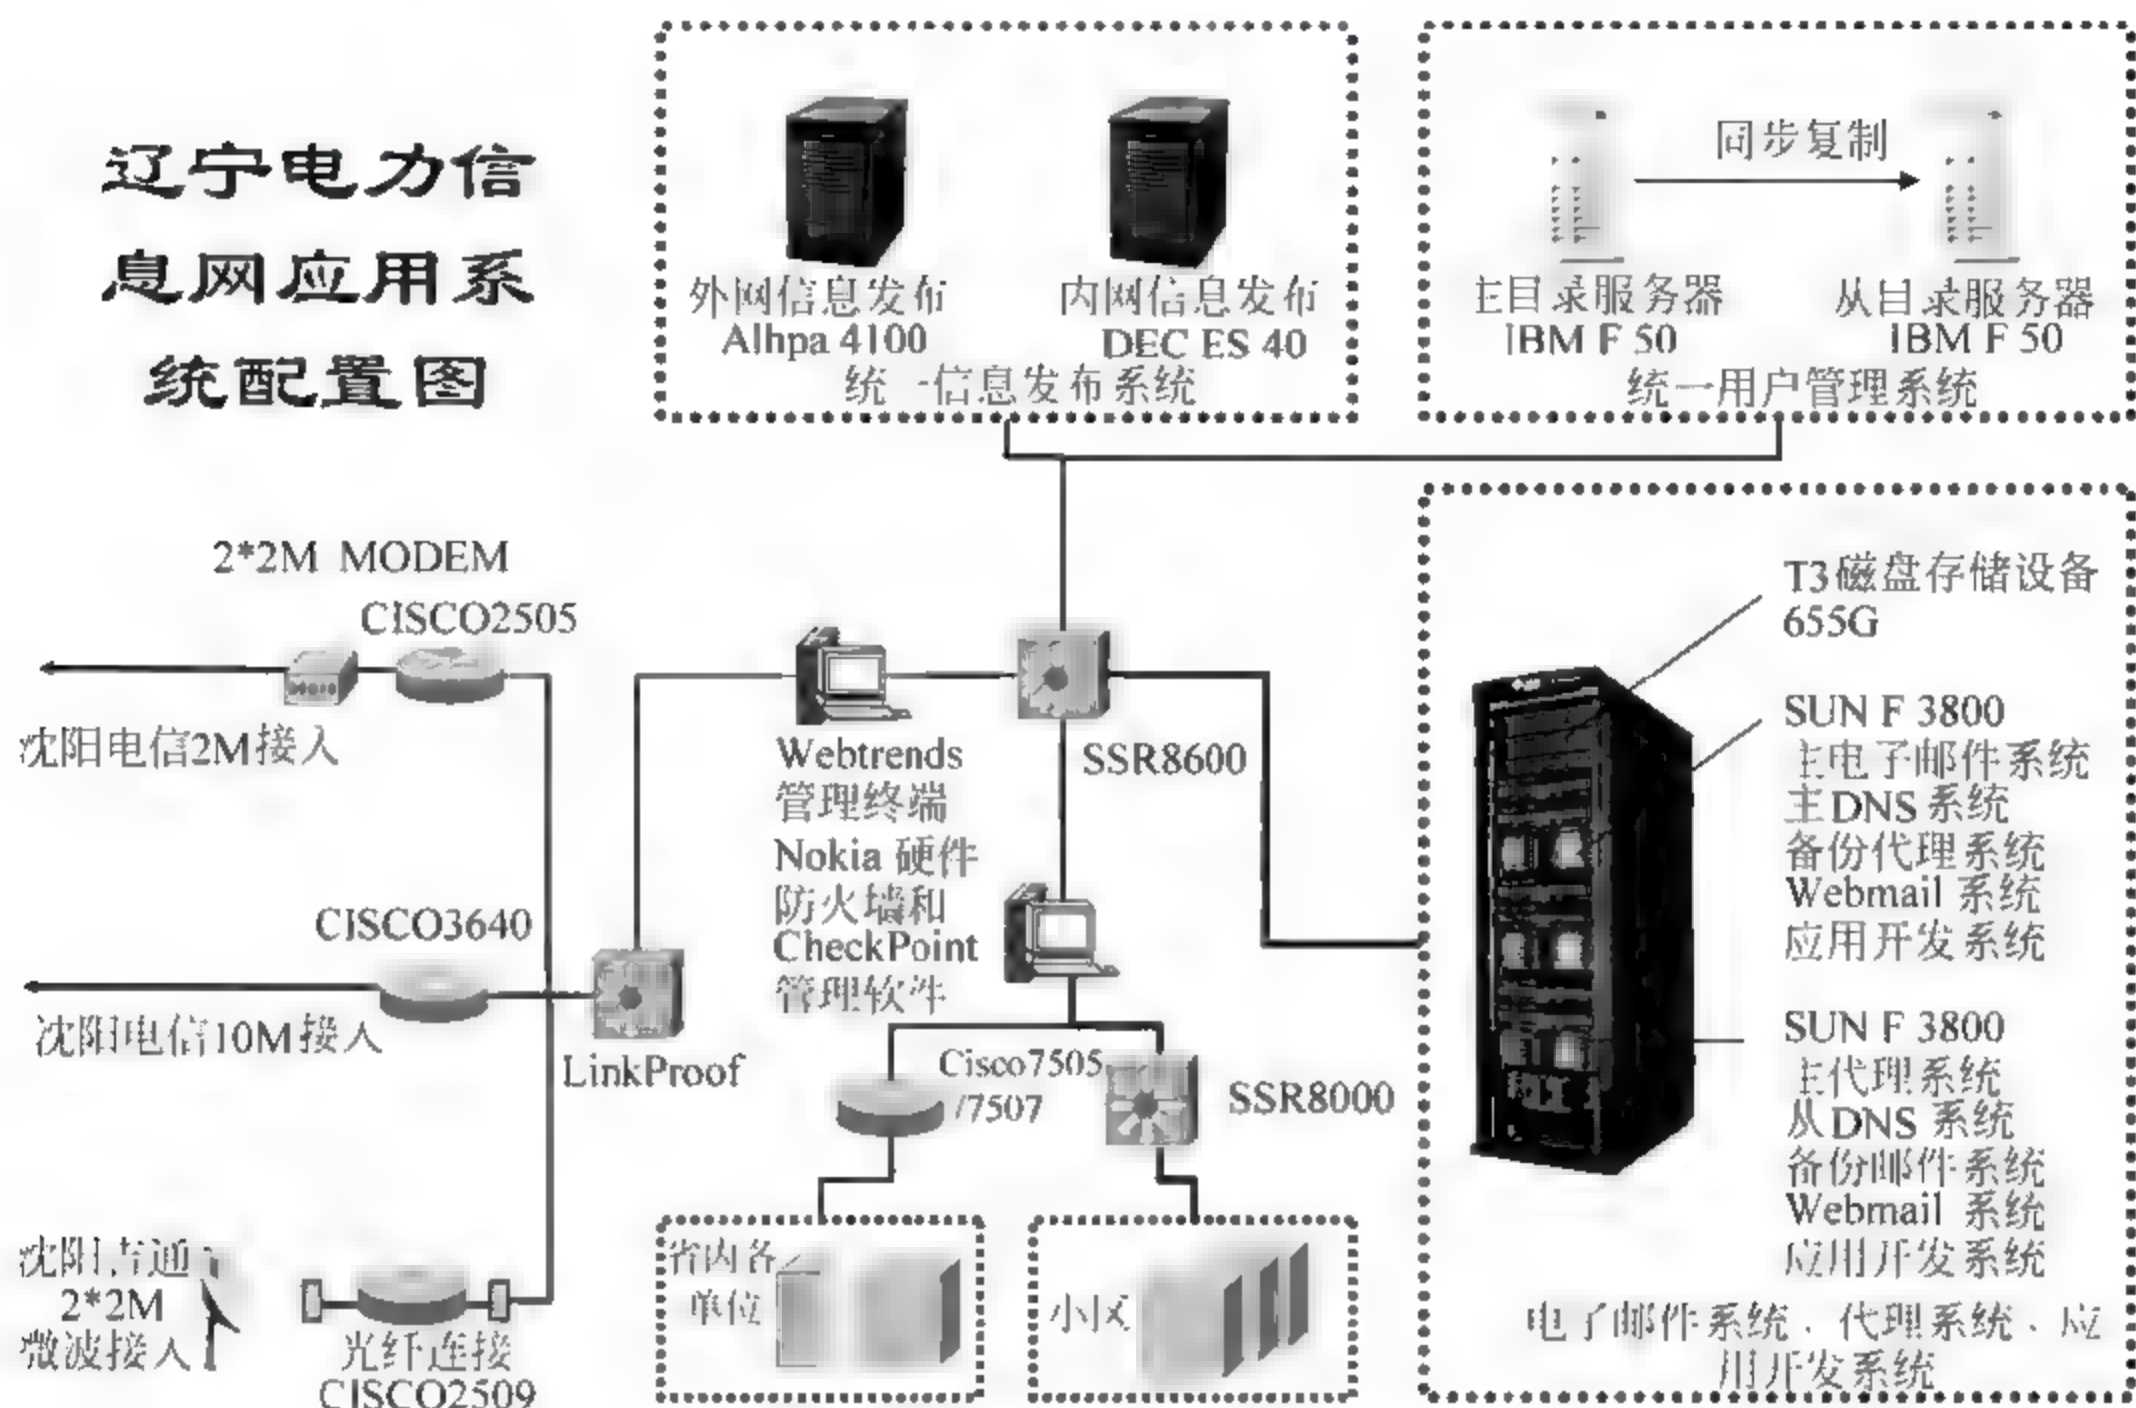 辽宁电力信
息网应用系
统配置图
外网信息发布
Alhpa 4100
内网信息发布
DEC ES 40
统一信息发布系统
同步复制
主目录服务器
IBM F 50
从目录服务器
IBM F 50
统一用户管理系统
2*2M MODEM
CISCO2505
沈阳电信2M接入
CISCO3640
沈阳电信10M接入
LinkProof
沈阳吉通
2*2M
微波接入
光纤连接
CISCO2509
Webtrends
管理终端
Nokia 硬件
防火墙和
CheckPoint
管理软件
SSR8600
Cisco7505
/7507
SSR8000
省内各
单位
小区
T3磁盘存储设备
655G
SUN F 3800
主电子邮件系统
主DNS系统
备份代理系统
Webmail 系统
应用开发系统
SUN F 3800
主代理系统
从DNS 系统
备份邮件系统
Webmail 系统
应用开发系统
电子邮件系统、代理系统、应
用开发系统